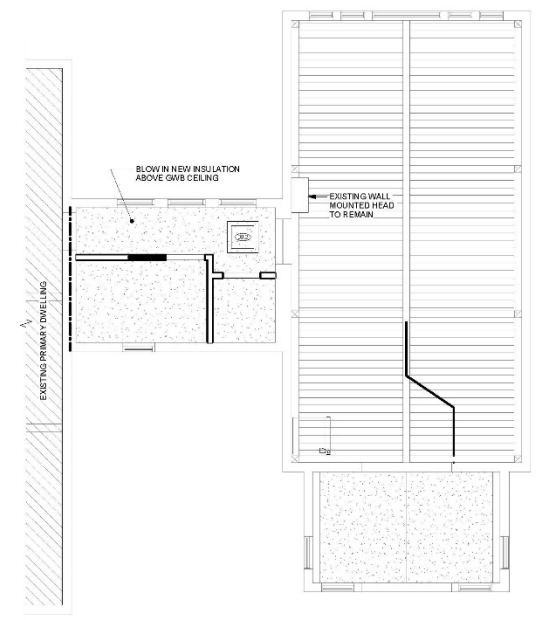 BLOW IN NEW INSULATION
ABOVE GWB CEILING
EXISTING WALL
MOUNTED HEAD
TO REMAIN
EXISTING PRIMARY DWELLING